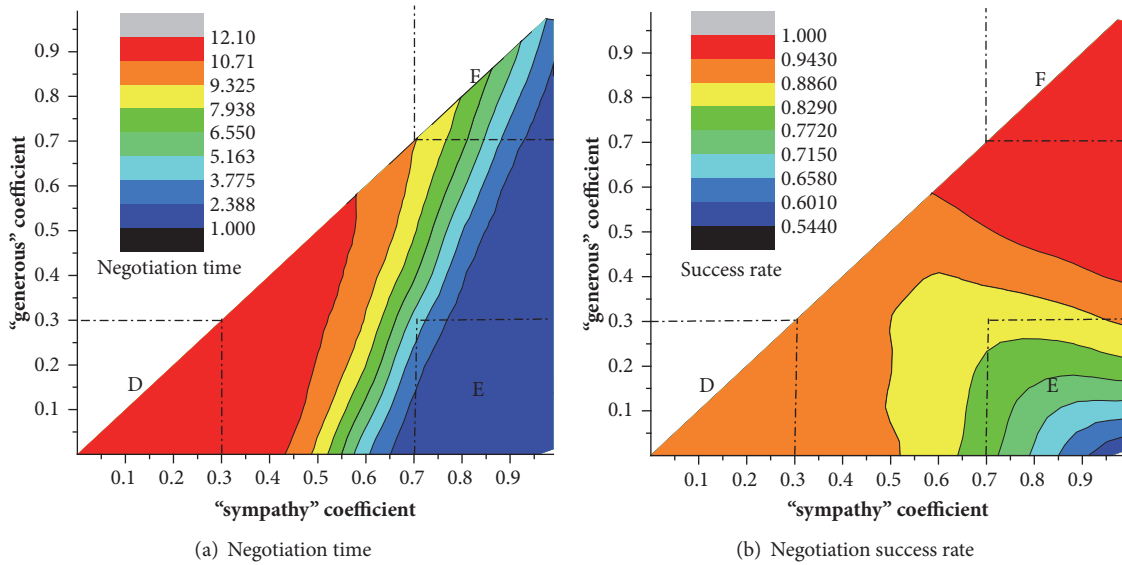 12.10
10.71
9.325
7.938
6.550
5.163
3.775
2.388
1.000
Negotiation time
0.9
0.8
0.7
0.6
0.5
0.4
0.3
0.2
0.1
“generous” coefficient
F
D
E
0.1 0.2 0.3 0.4 0.5 0.6 0.7 0.8 0.9
“sympathy” coefficient
(a) Negotiation time
1.000
0.9430
0.8860
0.8290
0.7720
0.7150
0.6580
0.6010
0.5440
Success rate
0.9
0.8
0.7
0.6
0.5
0.4
0.3
0.2
0.1
“generous” coefficient
F
D
E
0.1 0.2 0.3 0.4 0.5 0.6 0.7 0.8 0.9
“sympathy” coefficient
(b) Negotiation success rate